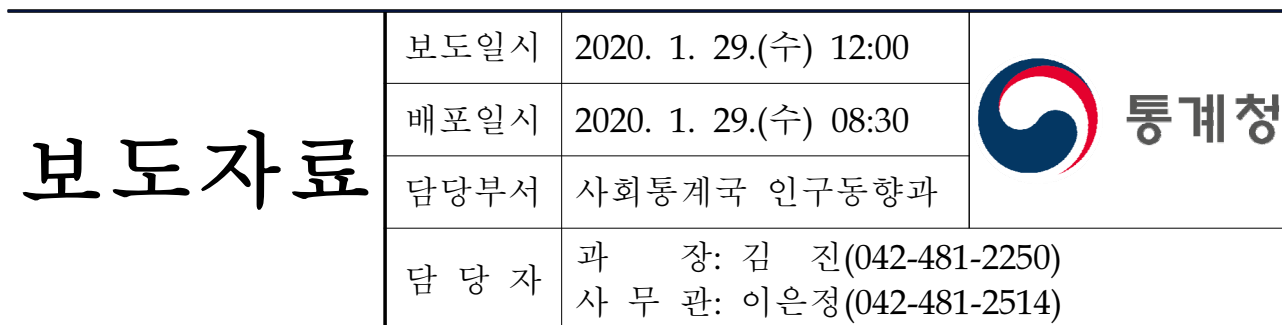 보도자료
보도일시 2020. 1. 29.(수) 12:00
배포일시 2020. 1. 29.(수) 08:30
담당부서 사회통계국 인구동향과
담 당 자 과 장: 김 진(042-481-2250)
사 무 관: 이은정(042-481-2514)
통계청